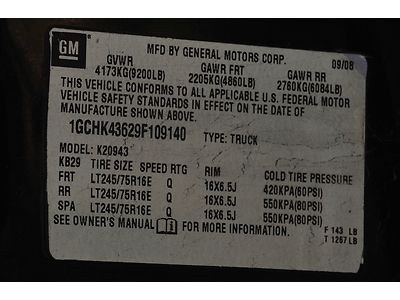 GM
MFD BY GENERAL MOTORS CORP. 09/08
GVWR GAWR FRT GAWR RR
4173KG(9200LB) 2205KG(4860LB) 2760KG(6084LB)
THIS VEHICLE CONFORMS TO ALL APPLICABLE U.S. FEDERAL MOTOR
VEHICLE SAFETY STANDARDS IN EFFECT ON THE DATE OF
MANUFACTURE SHOWN ABOVE.
1GCHK43629F109140 TYPE: TRUCK
MODEL: K20943
KB29 TIRE SIZE SPEED RTG RIM COLD TIRE PRESSURE
FRT LT245/75R16E Q 16X6.5J 420KPA(60PSI)
RR LT245/75R16E Q 16X6.5J 550KPA(80PSI)
SPA LT245/75R16E Q 16X6.5J 550KPA(80PSI)
SEE OWNER'S MANUAL FOR MORE INFORMATION. F 143 LB
T 1267 LB